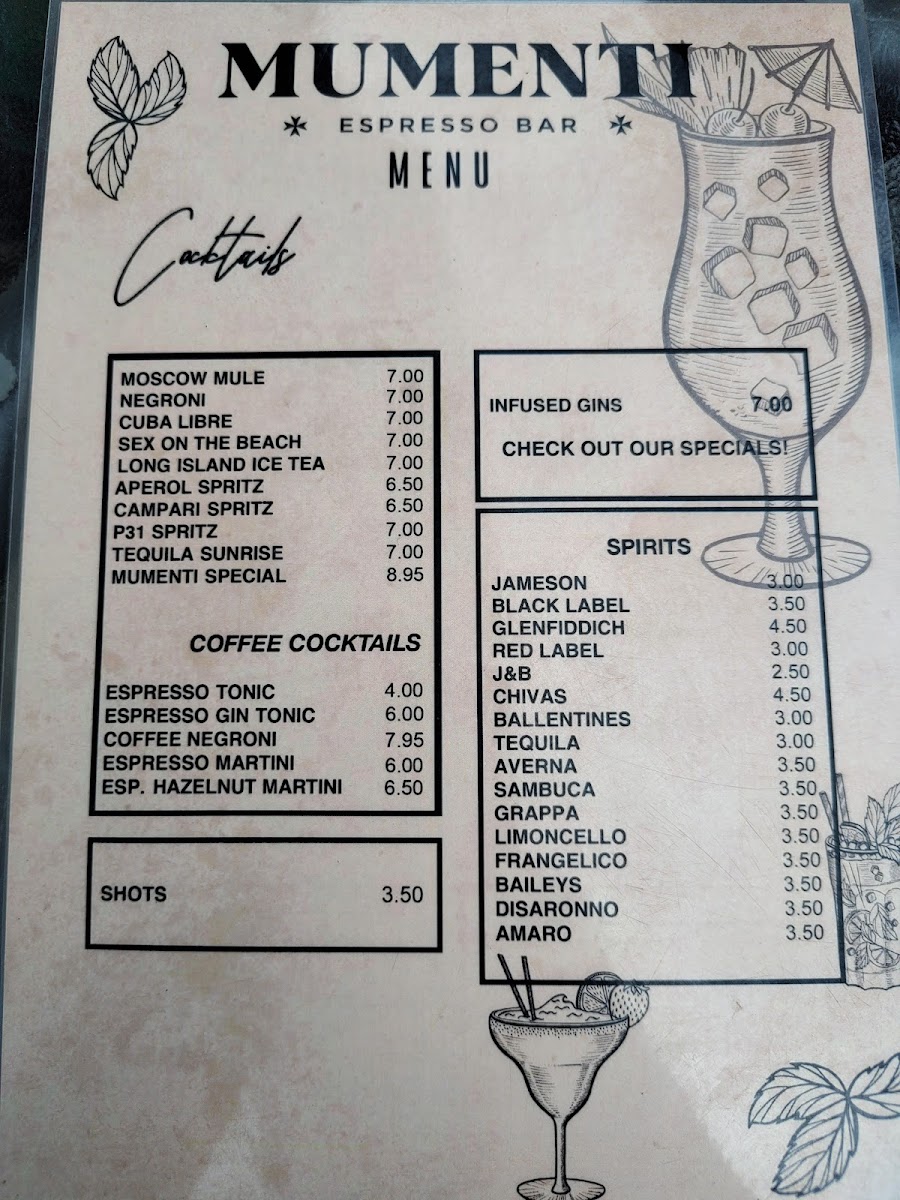 MUMENTI
ESPRESSO BAR
MENU
Cocktails
MOSCOW MULE 7.00
NEGRONI 7.00
CUBA LIBRE 7.00
SEX ON THE BEACH 7.00
LONG ISLAND ICE TEA 7.00
APEROL SPRITZ 6.50
CAMPARI SPRITZ 6.50
P31 SPRITZ 7.00
TEQUILA SUNRISE 7.00
MUMENTI SPECIAL 8.95
COFFEE COCKTAILS
ESPRESSO TONIC 4.00
ESPRESSO GIN TONIC 6.00
COFFEE NEGRONI 7.95
ESPRESSO MARTINI 6.00
ESP. HAZELNUT MARTINI 6.50
SHOTS 3.50
INFUSED GINS 7.00
CHECK OUT OUR SPECIALS!
SPIRITS
JAMESON 3.00
BLACK LABEL 3.50
GLENFIDDICH 4.50
RED LABEL 3.00
J&B 2.50
CHIVAS 4.50
BALLENTINES 3.00
TEQUILA 3.00
AVERNA 3.50
SAMBUCA 3.50
GRAPPA 3.50
LIMONCELLO 3.50
FRANGELICO 3.50
BAILEYS 3.50
DISARONNO 3.50
AMARO 3.50